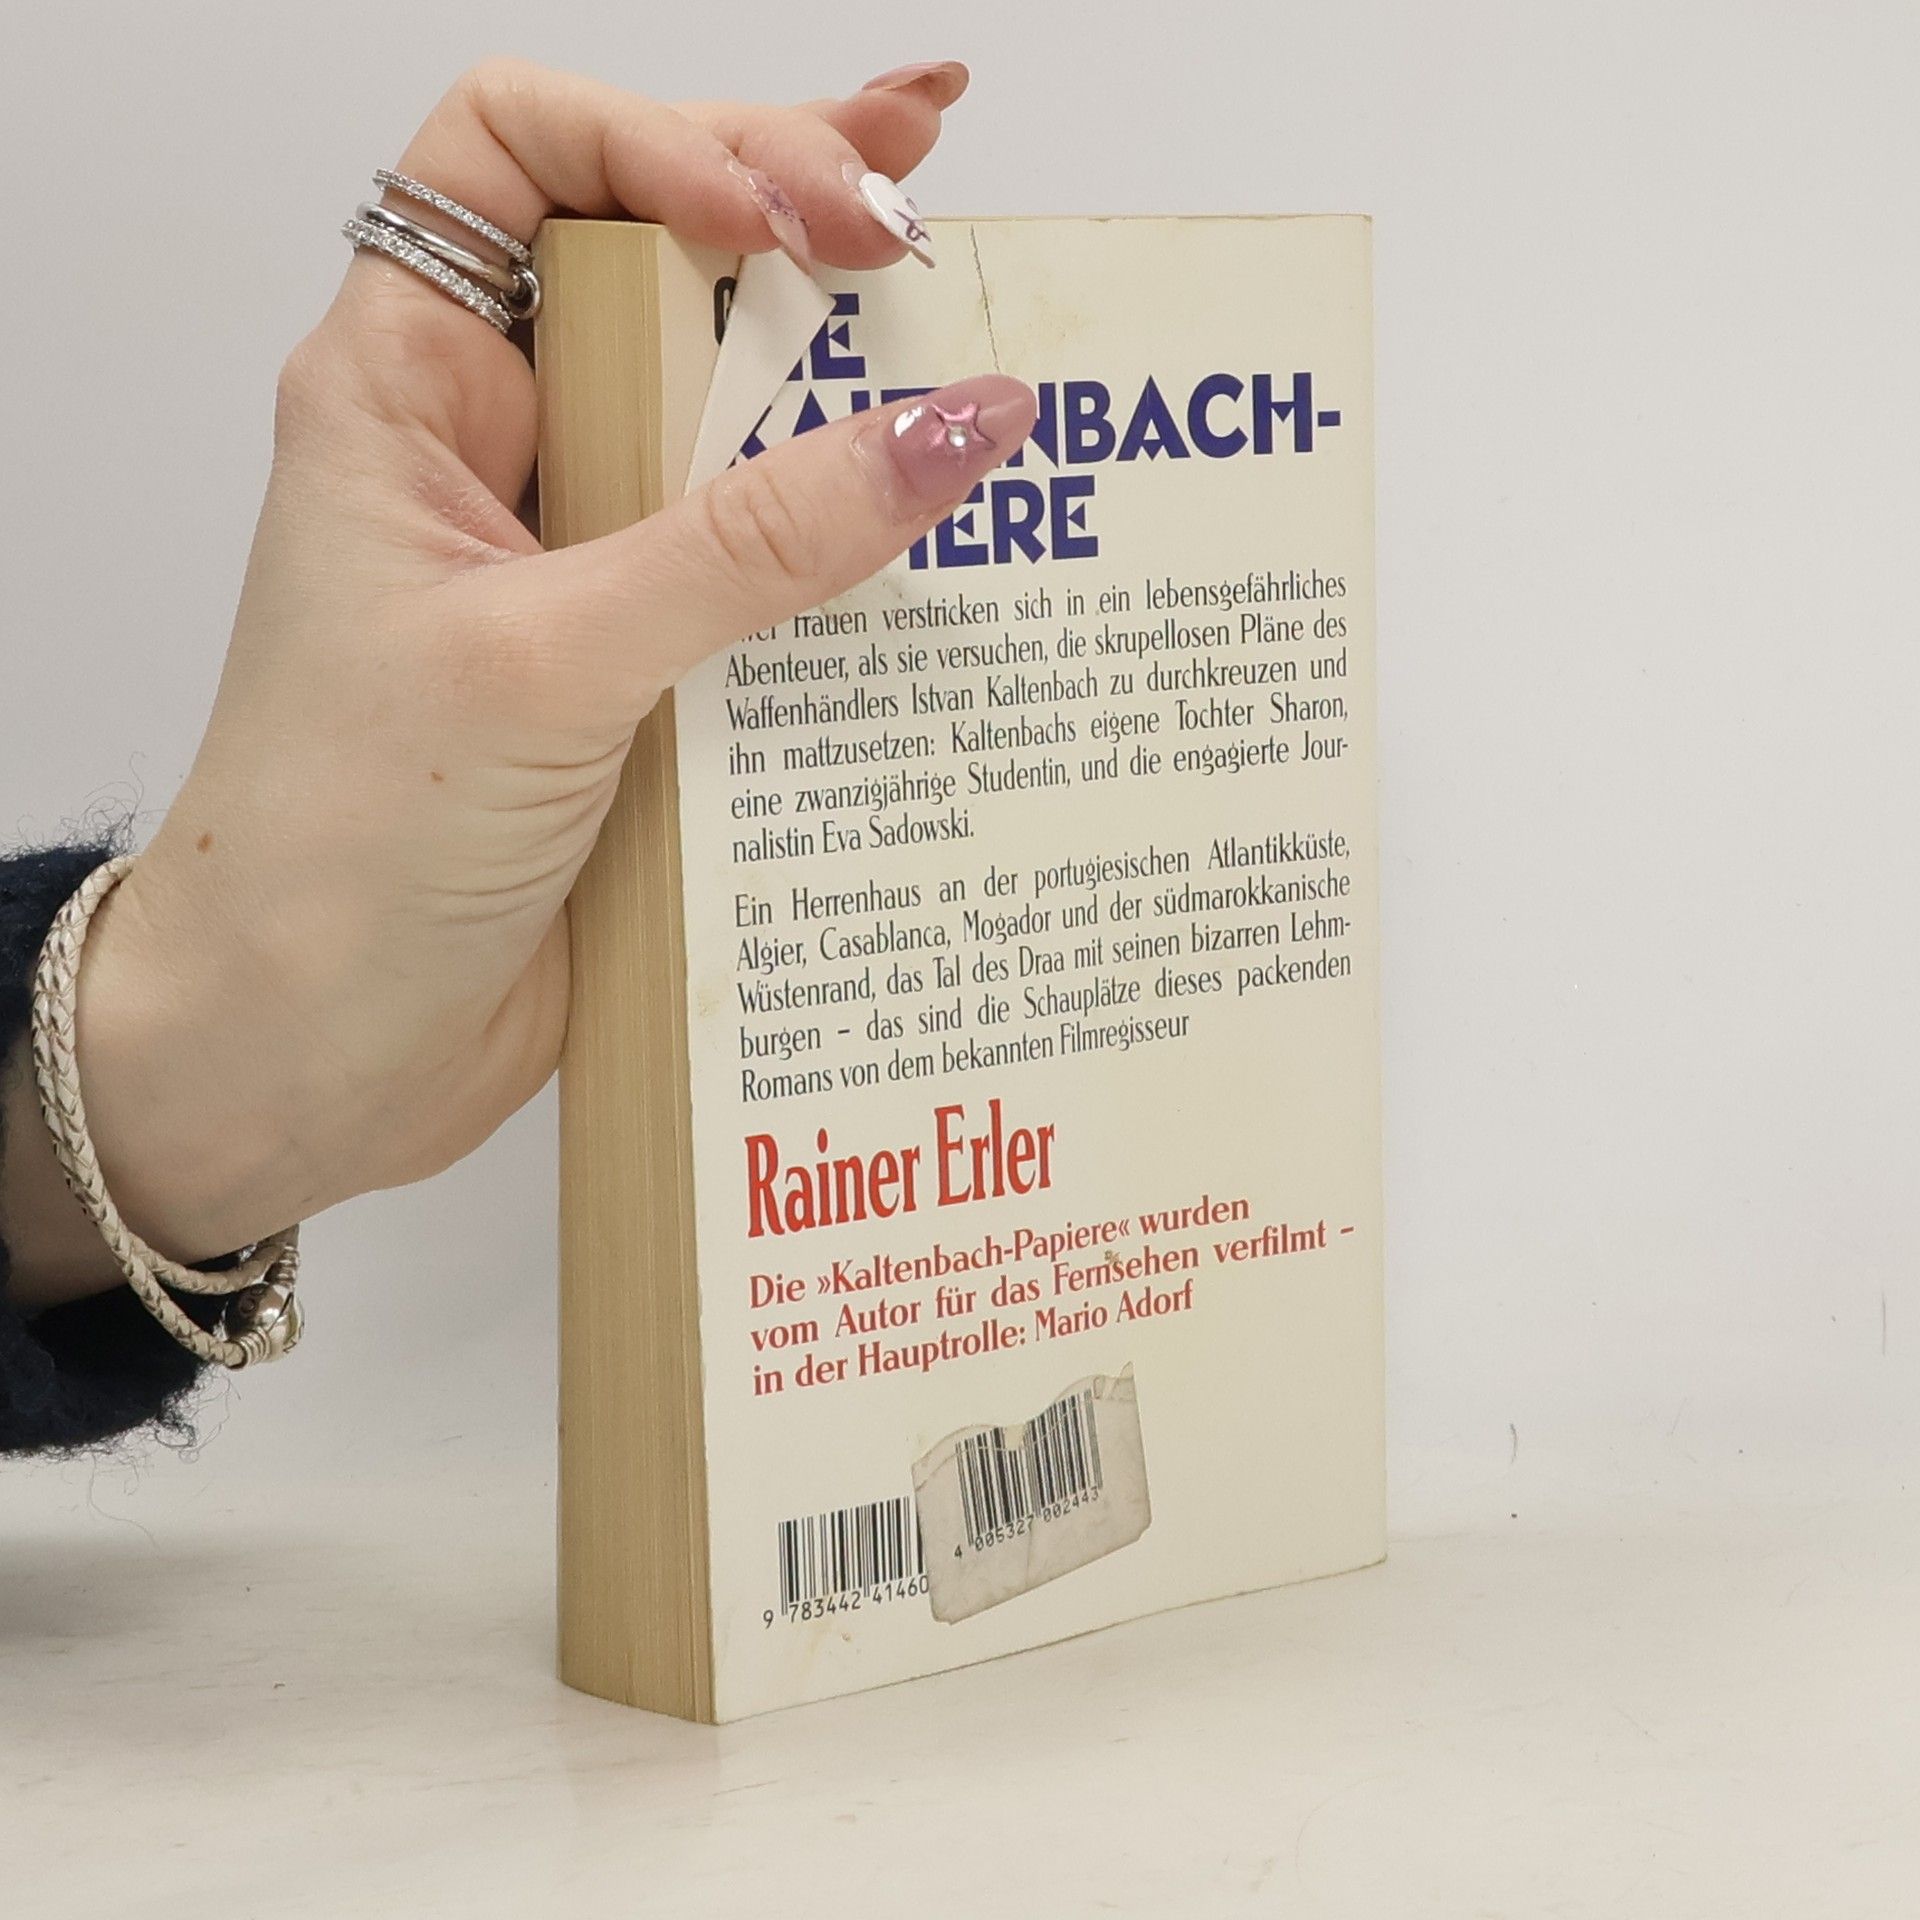 NBACH-
verstricken sich in ein lebensgefährliches
Abenteuer, als sie versuchen, die skrupellosen Pläne des
Waffenhändlers Istvan Kaltenbach zu durchkreuzen und
ihn mattzusetzen: Kaltenbachs eigene Tochter Sharon,
eine zwanzigjährige Studentin, und die engagierte Jour-
nalistin Eva Sadowski.
Ein Herrenhaus an der portugiesischen Atlantikküste,
Algier, Casablanca, Mogador und der südmarokkanische
Wüstenrand, das Tal des Draa mit seinen bizarren Lehm-
burgen – das sind die Schauplätze dieses packenden
Romans von dem bekannten Filmregisseur
Rainer Erler
Die »Kaltenbach-Papiere« wurden
vom Autor für das Fernsehen verfilmt –
in der Hauptrolle: Mario Adorf
4 005327 002443
9 783442 41460